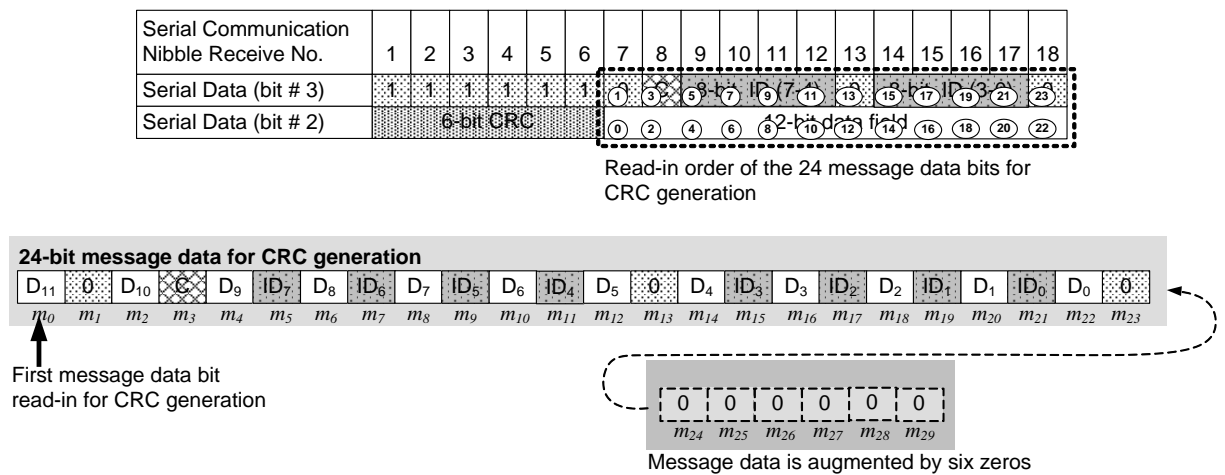 Serial Communication
Nibble Receive No. 1 2 3 4 5 6 7 8 9 10 11 12 13 14 15 16 17 18
Serial Data (bit # 3) 1 1 1 1 1 1 0 C 8-bit ID (7-4) 0 8-bit ID (3-0) 0
1 3 5 7 9 11 13 15 17 19 21 23
Serial Data (bit # 2) 6-bit CRC 12-bit data field
0 2 4 6 8 10 12 14 16 18 20 22
Read-in order of the 24 message data bits for
CRC generation
24-bit message data for CRC generation
D11 0 D10 C D9 ID7 D8 ID6 D7 ID5 D6 ID4 D5 0 D4 ID3 D3 ID2 D2 ID1 D1 ID0 D0 0
m0 m1 m2 m3 m4 m5 m6 m7 m8 m9 m10 m11 m12 m13 m14 m15 m16 m17 m18 m19 m20 m21 m22 m23
First message data bit
read-in for CRC generation
0 0 0 0 0 0
m24 m25 m26 m27 m28 m29
Message data is augmented by six zeros